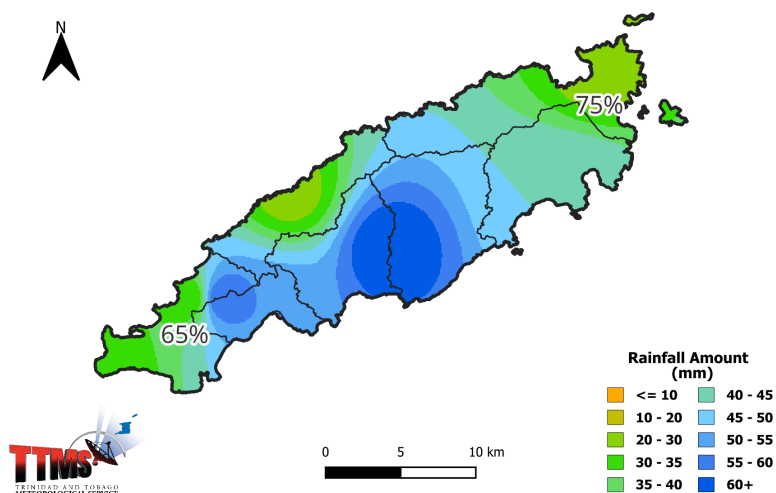 N
75%
65%
Rainfall Amount
(mm)
<= 10
10 - 20
20 - 30
30 - 35
35 - 40
40 - 45
45 - 50
50 - 55
55 - 60
60+
0 5 10 km
TTMS
TRINIDAD AND TOBAGO
METEOROLOGICAL SERVICE